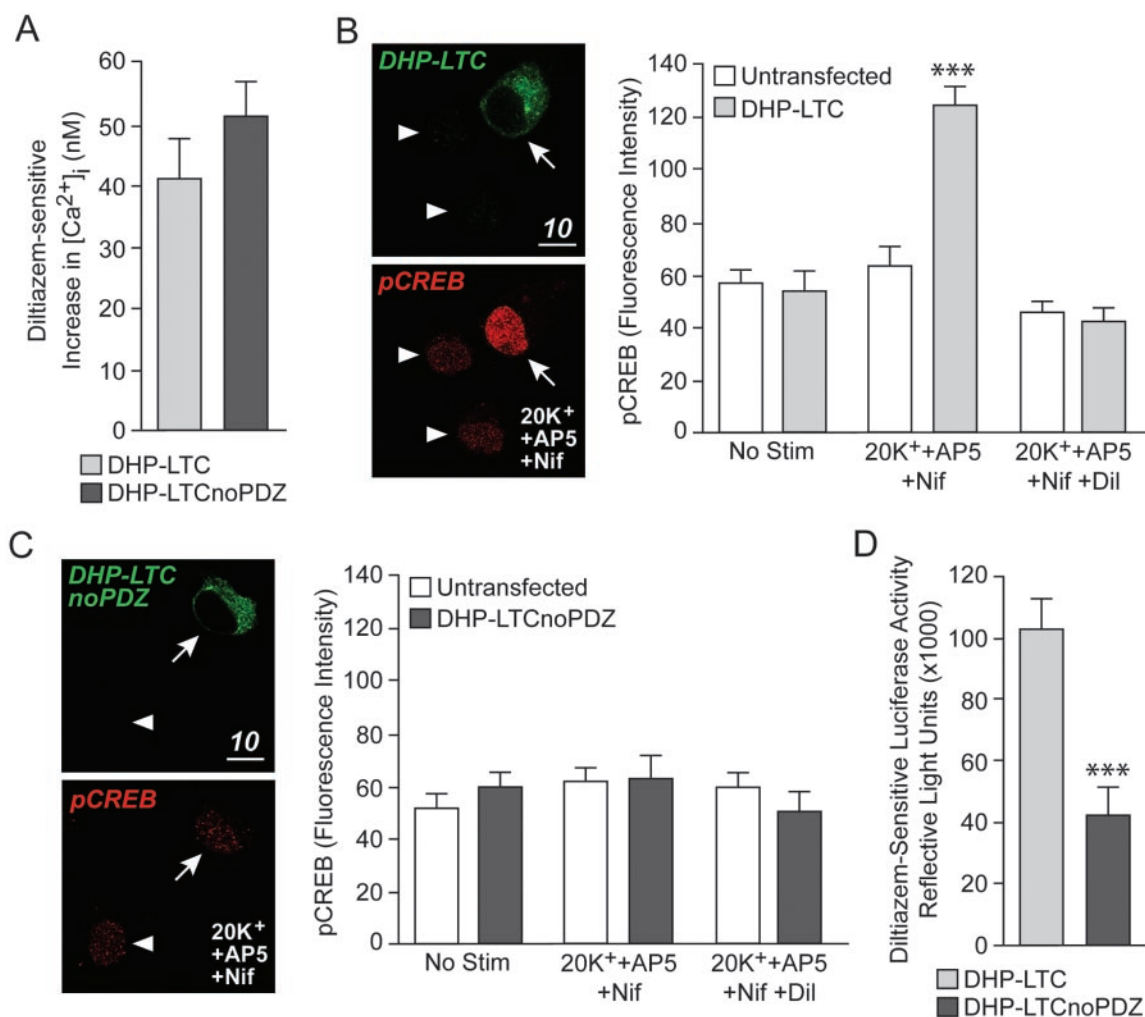 A
Diltiazem-sensitive
Increase in [Ca2+]i (nM)
60
50
40
30
20
10
0
DHP-LTC
DHP-LTCnoPDZ
B
DHP-LTC
10
pCREB
20K+
+AP5
+Nif
pCREB (Fluorescence Intensity)
140
120
100
80
60
40
20
0
Untransfected
DHP-LTC
***
No Stim
20K++AP5
+Nif
20K++AP5
+Nif +Dil
C
DHP-LTC
noPDZ
10
pCREB
20K+
+AP5
+Nif
pCREB (Fluorescence Intensity)
140
120
100
80
60
40
20
0
Untransfected
DHP-LTCnoPDZ
No Stim
20K++AP5
+Nif
20K++AP5
+Nif +Dil
D
Diltiazem-Sensitive Luciferase Activity
Reflective Light Units (x1000)
120
100
80
60
40
20
0
***
DHP-LTC
DHP-LTCnoPDZ